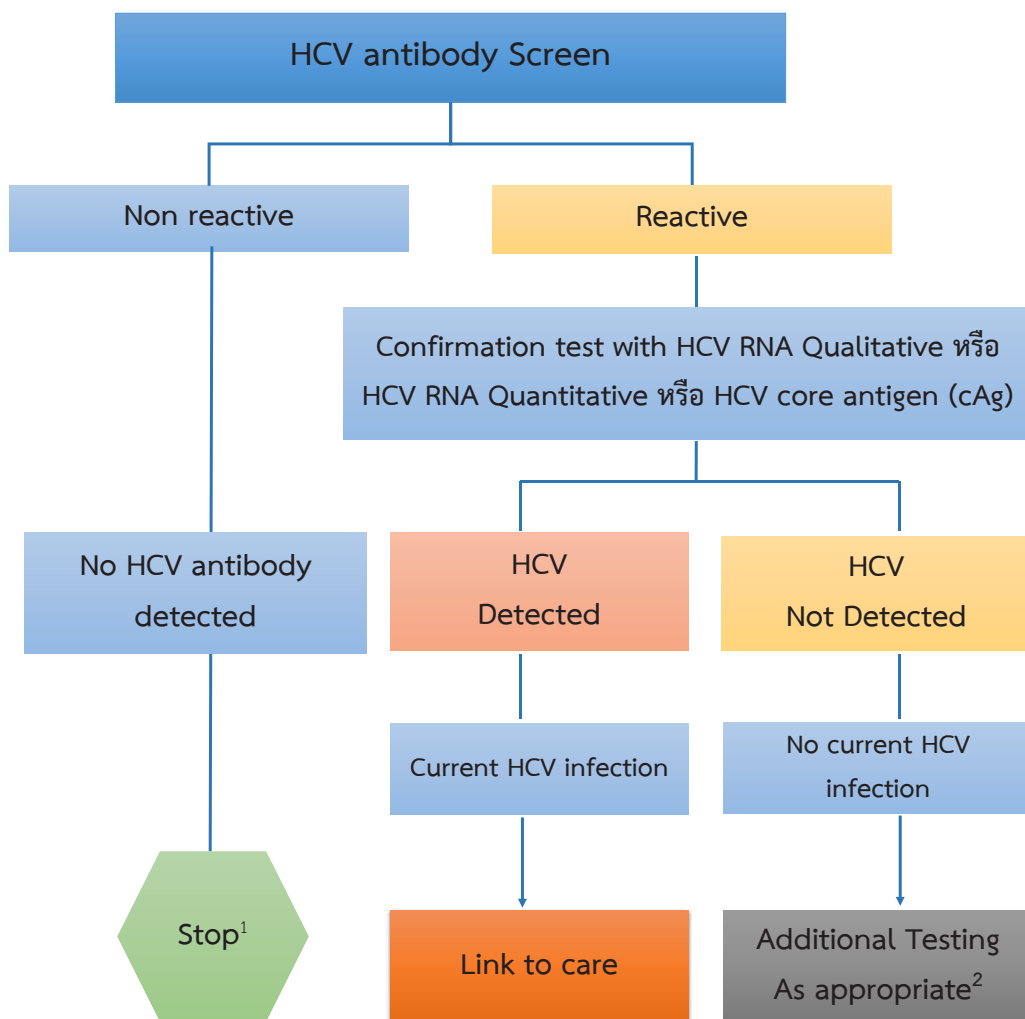 HCV antibody Screen
Non reactive
Reactive
Confirmation test with HCV RNA Qualitative หรือ
HCV RNA Quantitative หรือ HCV core antigen (cAg)
No HCV antibody
detected
HCV
Detected
HCV
Not Detected
Current HCV infection
No current HCV
infection
Stop¹
Link to care
Additional Testing
As appropriate²